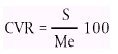 CVR = S / Me 100